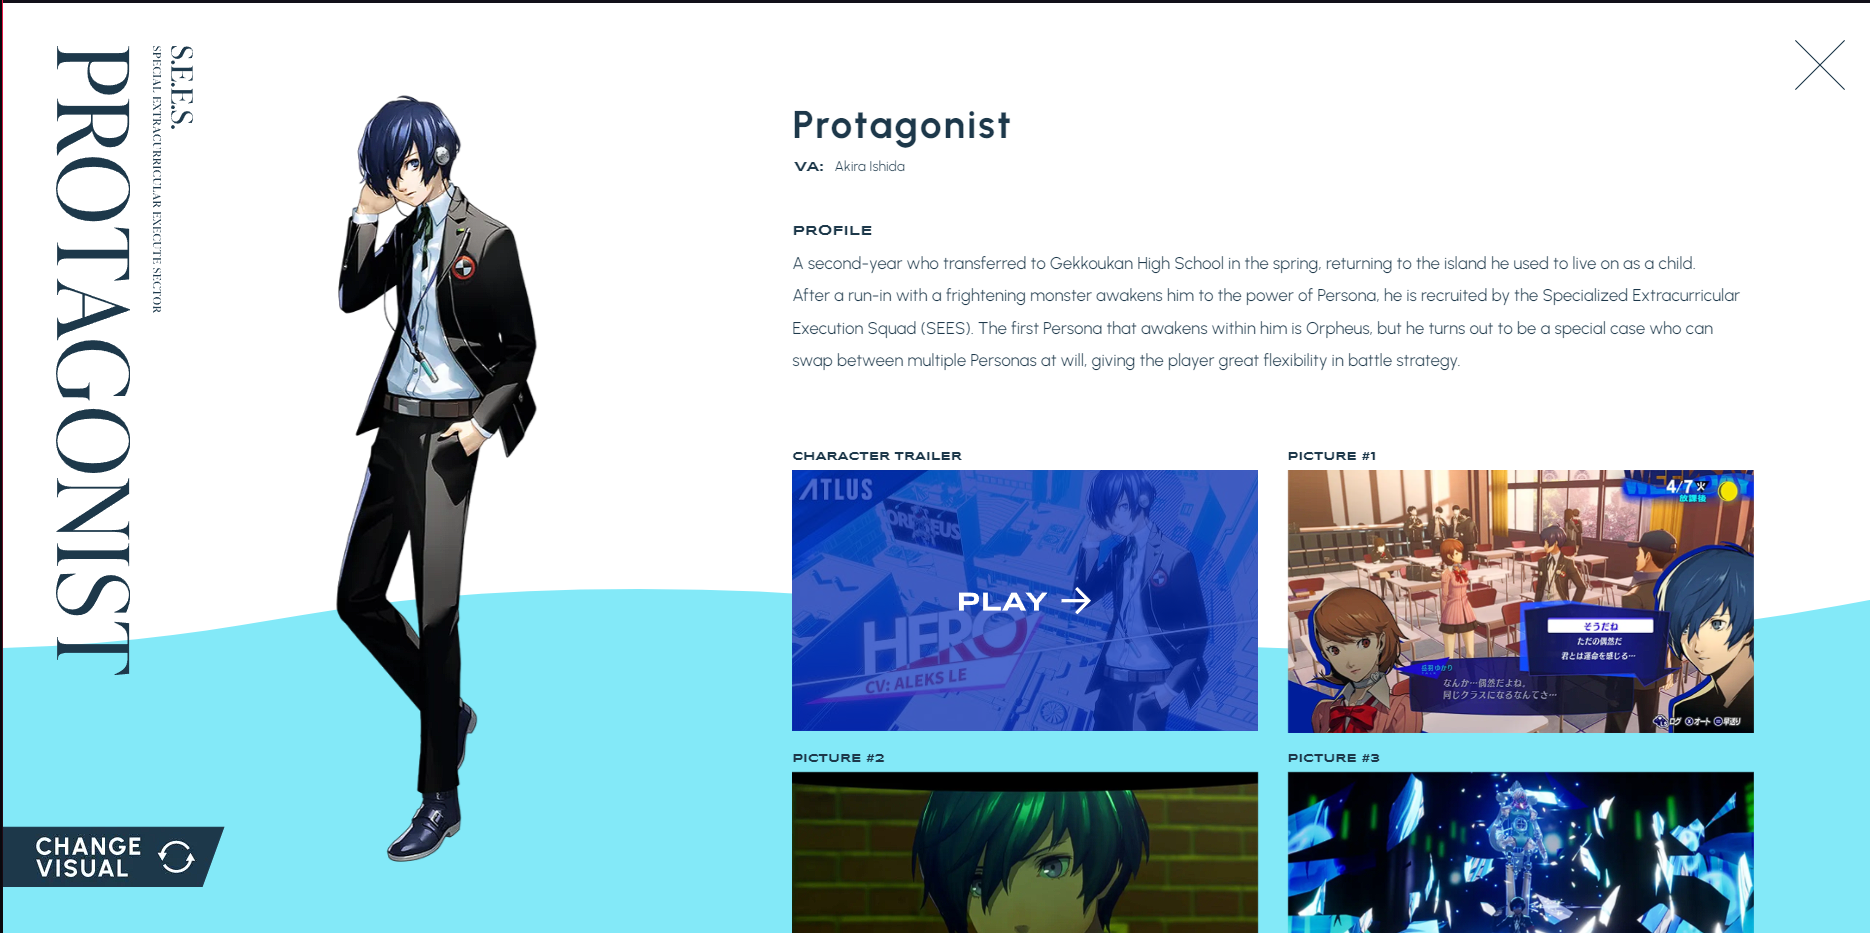 S.E.E.S.
SPECIAL EXTRACURRICULAR EXECUTE SECTOR
PROTAGONIST
Protagonist
VA: Akira Ishida
PROFILE
A second-year who transferred to Gekkoukan High School in the spring, returning to the island he used to live on as a child.
After a run-in with a frightening monster awakens him to the power of Persona, he is recruited by the Specialized Extracurricular
Execution Squad (SEES). The first Persona that awakens within him is Orpheus, but he turns out to be a special case who can
swap between multiple Personas at will, giving the player great flexibility in battle strategy.
CHARACTER TRAILER
ATLUS
ORPHEUS
PLAY
HERO
CV: ALEKS LE
PICTURE #1
4/7 火
放課後
そうだね
ただの偶然だ
君とは運命を感じる…
岳羽 ゆかり
なんか…偶然だよね。
同じクラスになるなんてさ…
ログ オート 早送り
PICTURE #2
PICTURE #3
CHANGE
VISUAL